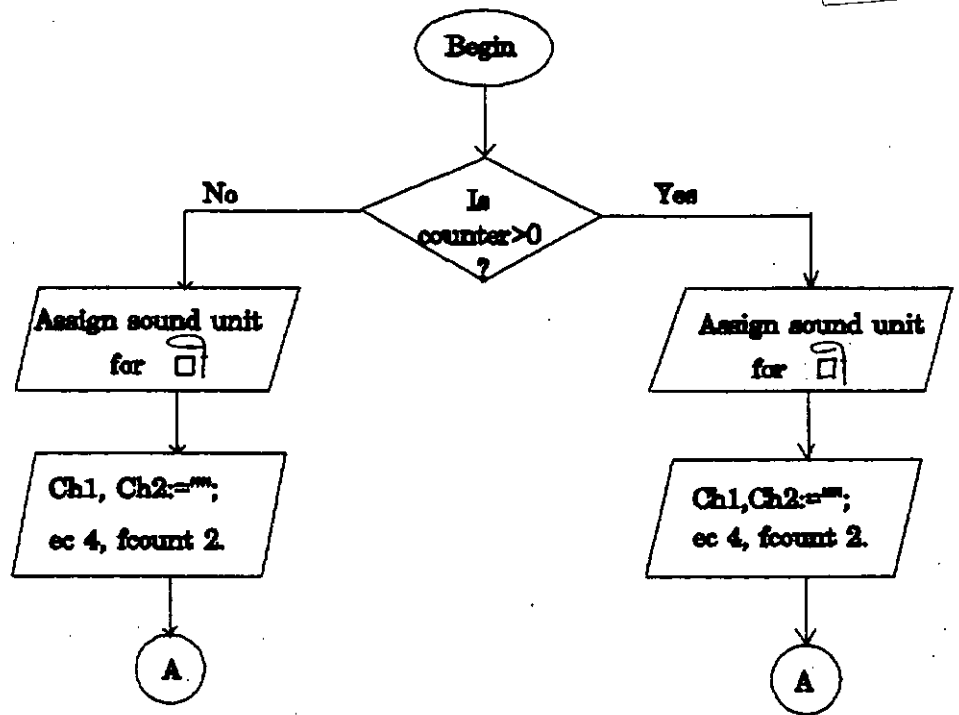 Begin
Is
counter>0
?
No
Yes
Assign sound unit
for
Assign sound unit
for
Ch1, Ch2:="";
ec 4, fcount 2.
Ch1,Ch2:="";
ec 4, fcount 2.
A
A